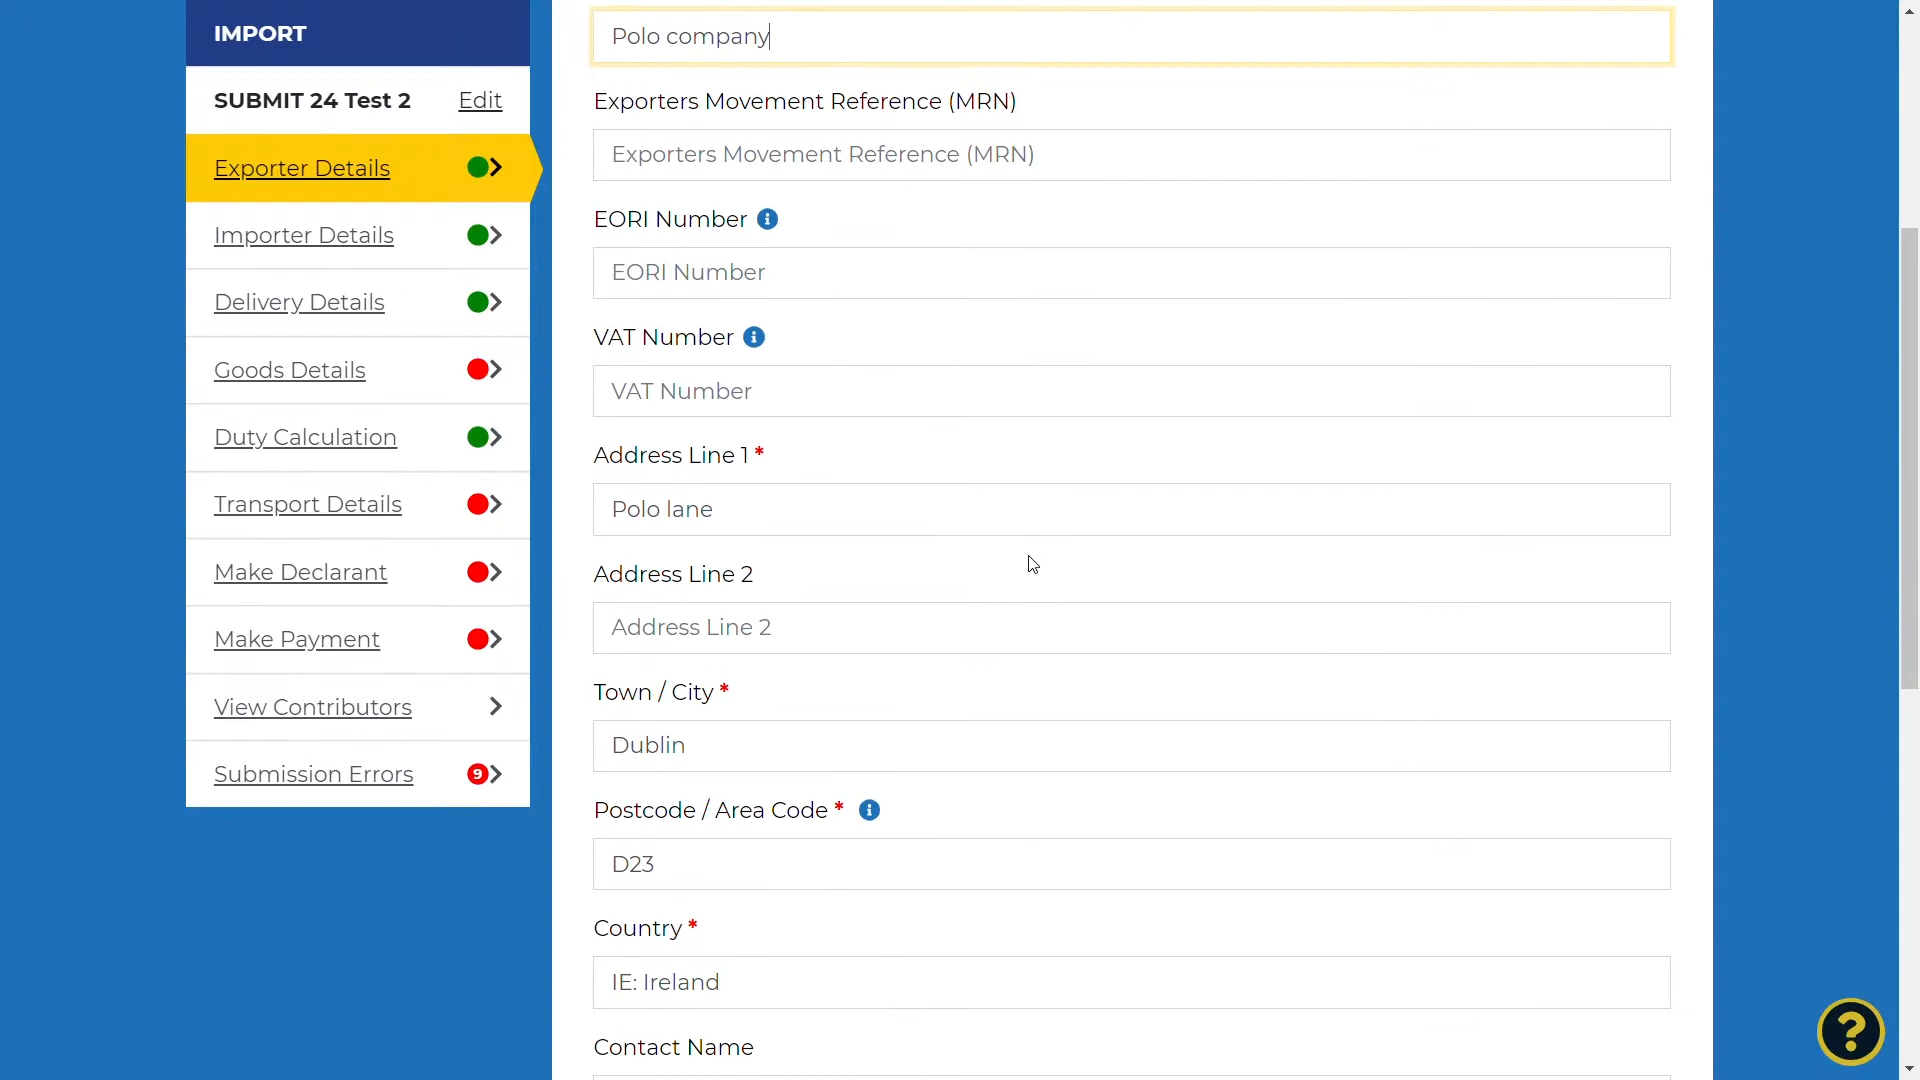 IMPORT
SUBMIT 24 Test 2 Edit
Exporter Details
Importer Details
Delivery Details
Goods Details
Duty Calculation
Transport Details
Make Declarant
Make Payment
View Contributors
Submission Errors 9
Polo company
Exporters Movement Reference (MRN)
Exporters Movement Reference (MRN)
EORI Number
EORI Number
VAT Number
VAT Number
Address Line 1 *
Polo lane
Address Line 2
Address Line 2
Town / City *
Dublin
Postcode / Area Code *
D23
Country *
IE: Ireland
Contact Name
?